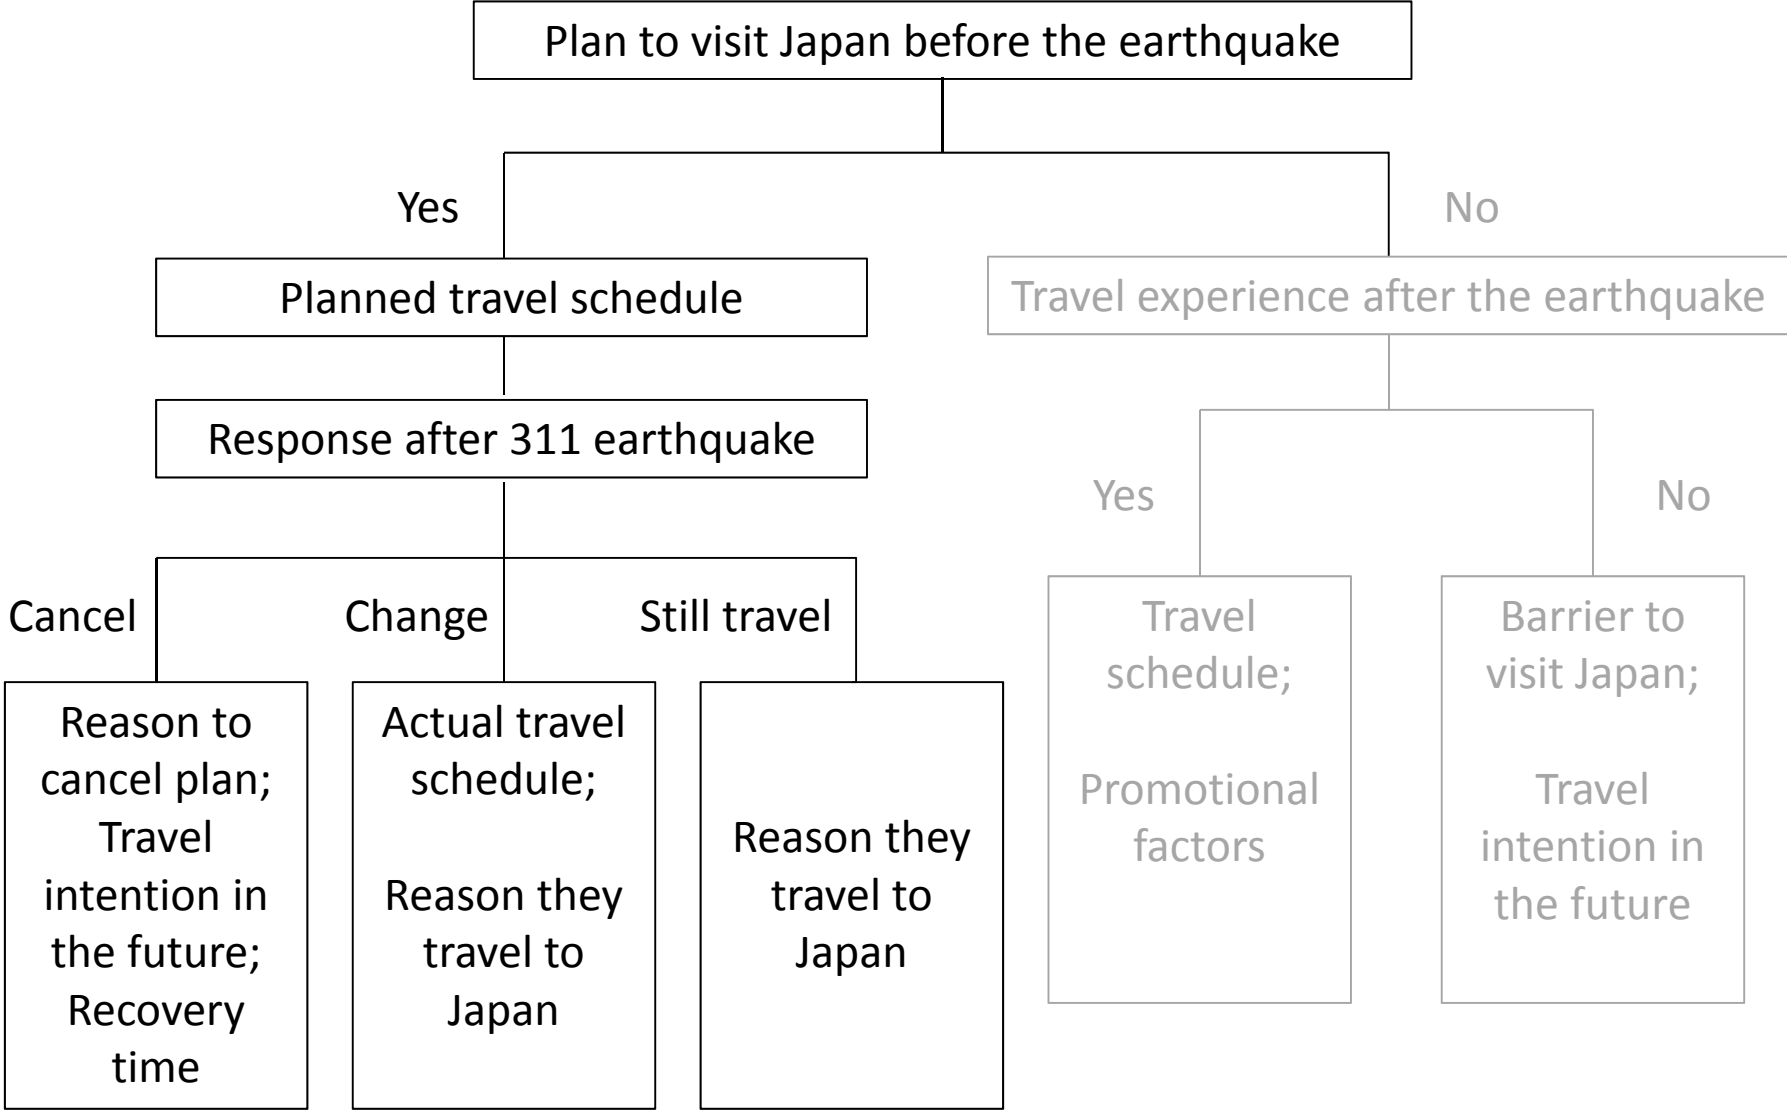 Plan to visit Japan before the earthquake
Yes
No
Planned travel schedule
Travel experience after the earthquake
Response after 311 earthquake
Yes
No
Cancel
Change
Still travel
Reason to
cancel plan;
Travel
intention in
the future;
Recovery
time
Actual travel
schedule;
Reason they
travel to
Japan
Reason they
travel to
Japan
Travel
schedule;
Promotional
factors
Barrier to
visit Japan;
Travel
intention in
the future